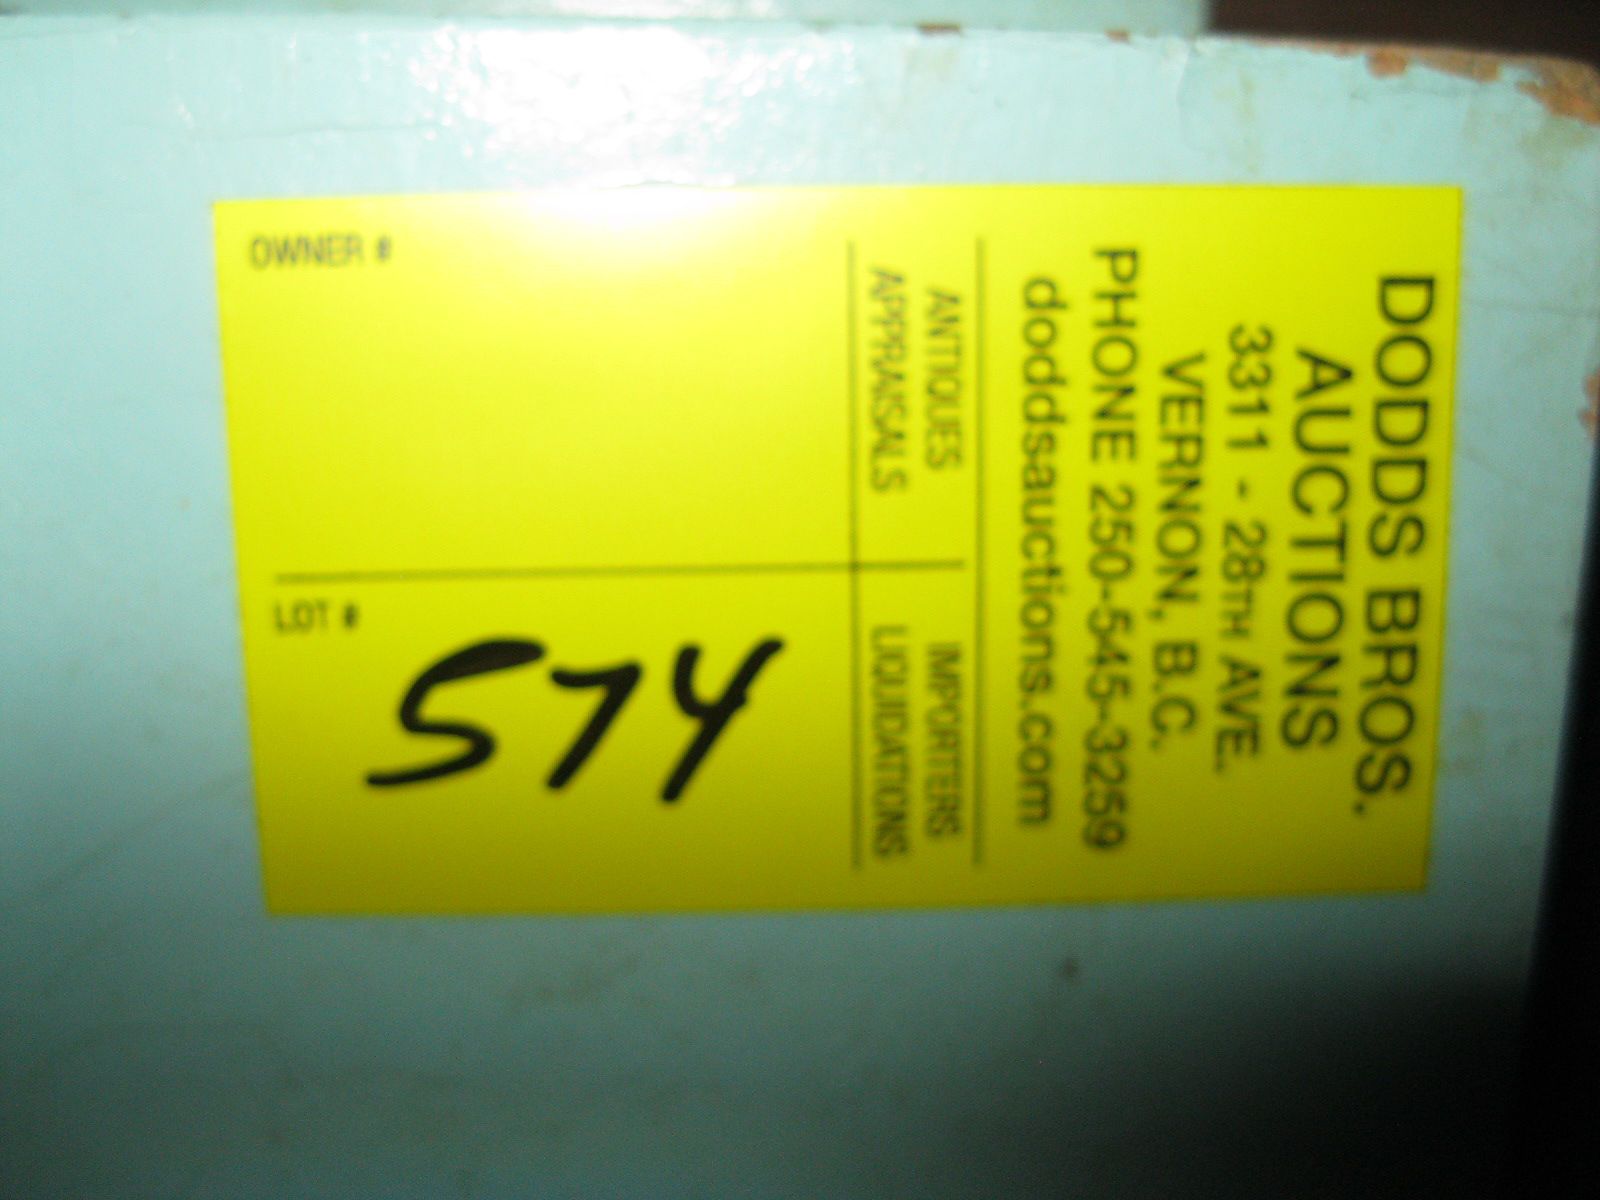 DODDS BROS.
AUCTIONS
3311 - 28TH AVE.
VERNON, B.C.
PHONE 250-545-3259
doddsauctions.com
ANTIQUES
APPRAISALS
IMPORTERS
LIQUIDATIONS
OWNER #
LOT #
574